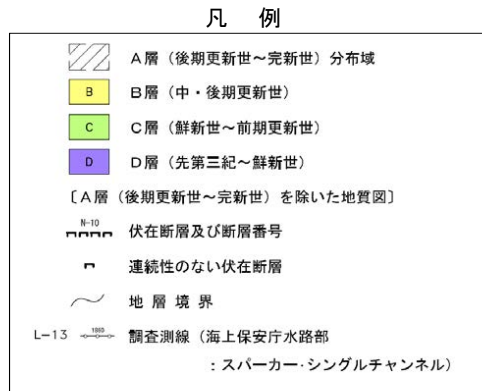 凡 例
A層（後期更新世～完新世）分布域
B B層（中・後期更新世）
C C層（鮮新世～前期更新世）
D D層（先第三紀～鮮新世）
〔A層（後期更新世～完新世）を除いた地質図〕
N-10
伏在断層及び断層番号
連続性のない伏在断層
地 層 境 界
L-13 調査測線（海上保安庁水路部
：スパーカー・シングルチャンネル）